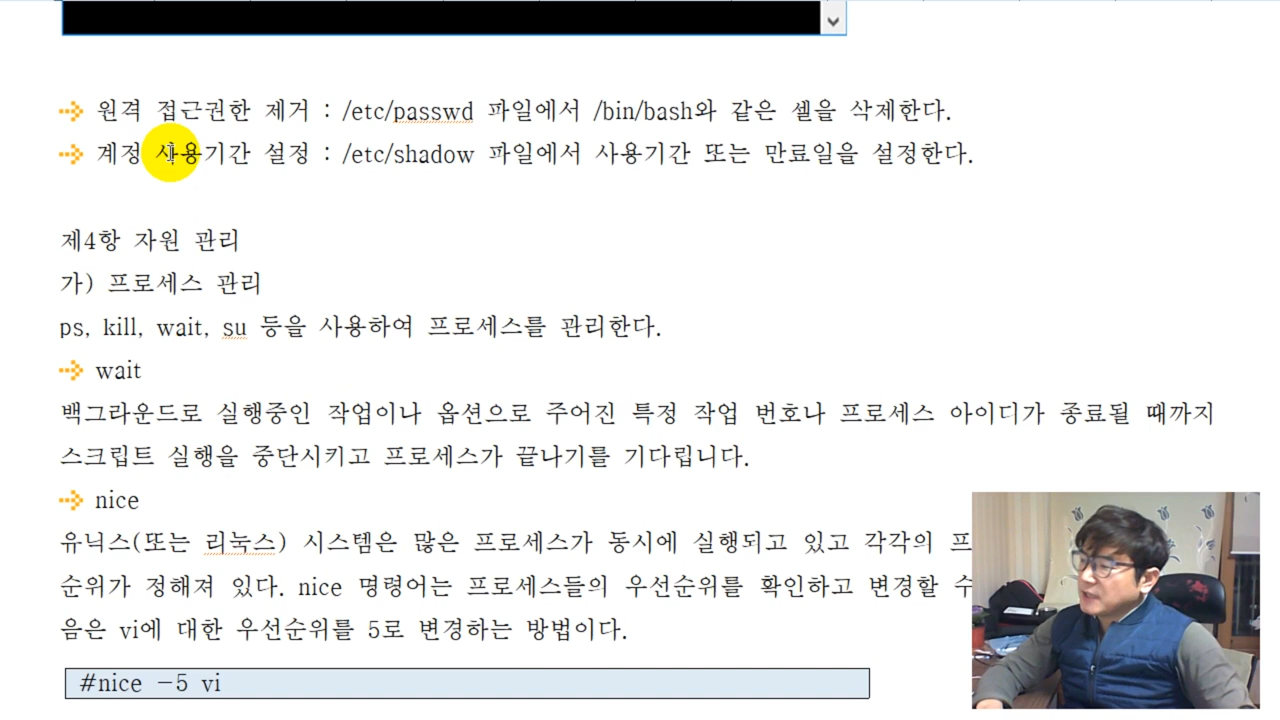 원격 접근권한 제거 : /etc/passwd 파일에서 /bin/bash와 같은 셀을 삭제한다.
계정 사용기간 설정 : /etc/shadow 파일에서 사용기간 또는 만료일을 설정한다.
제4항 자원 관리
가) 프로세스 관리
ps, kill, wait, su 등을 사용하여 프로세스를 관리한다.
wait
백그라운드로 실행중인 작업이나 옵션으로 주어진 특정 작업 번호나 프로세스 아이디가 종료될 때까지
스크립트 실행을 중단시키고 프로세스가 끝나기를 기다립니다.
nice
유닉스(또는 리눅스) 시스템은 많은 프로세스가 동시에 실행되고 있고 각각의 프
순위가 정해져 있다. nice 명령어는 프로세스들의 우선순위를 확인하고 변경할 수
음은 vi에 대한 우선순위를 5로 변경하는 방법이다.
#nice -5 vi